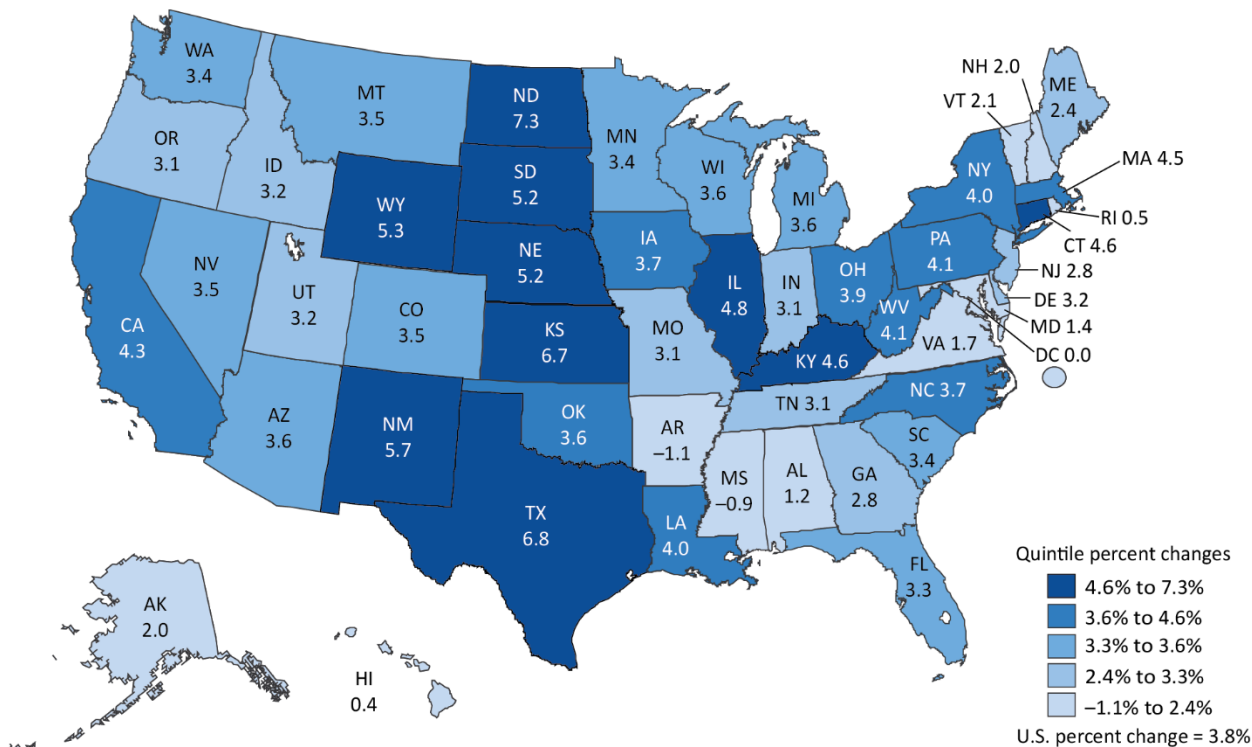 WA
3.4
MT
3.5
ND
7.3
MN
3.4
NH 2.0
VT 2.1
ME
2.4
OR
3.1
ID
3.2
WY
5.3
SD
5.2
WI
3.6
MI
3.6
NY
4.0
MA 4.5
RI 0.5
CT 4.6
NV
3.5
UT
3.2
CO
3.5
NE
5.2
IA
3.7
IL
4.8
IN
3.1
OH
3.9
PA
4.1
NJ 2.8
DE 3.2
MD 1.4
DC 0.0
CA
4.3
KS
6.7
MO
3.1
KY 4.6
WV
4.1
VA 1.7
AZ
3.6
NM
5.7
OK
3.6
AR
–1.1
TN 3.1
NC 3.7
SC
3.4
TX
6.8
LA
4.0
MS
–0.9
AL
1.2
GA
2.8
FL
3.3
AK
2.0
HI
0.4
Quintile percent changes
4.6% to 7.3%
3.6% to 4.6%
3.3% to 3.6%
2.4% to 3.3%
–1.1% to 2.4%
U.S. percent change = 3.8%